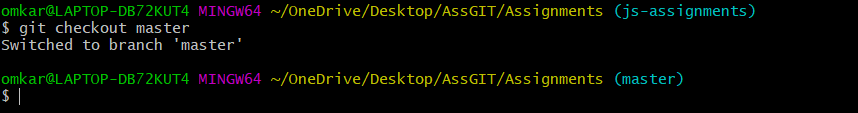 omkar@LAPTOP-DB72KUT4 MINGW64 ~/OneDrive/Desktop/AssGIT/Assignments (js-assignments)
$ git checkout master
Switched to branch 'master'
omkar@LAPTOP-DB72KUT4 MINGW64 ~/OneDrive/Desktop/AssGIT/Assignments (master)
$